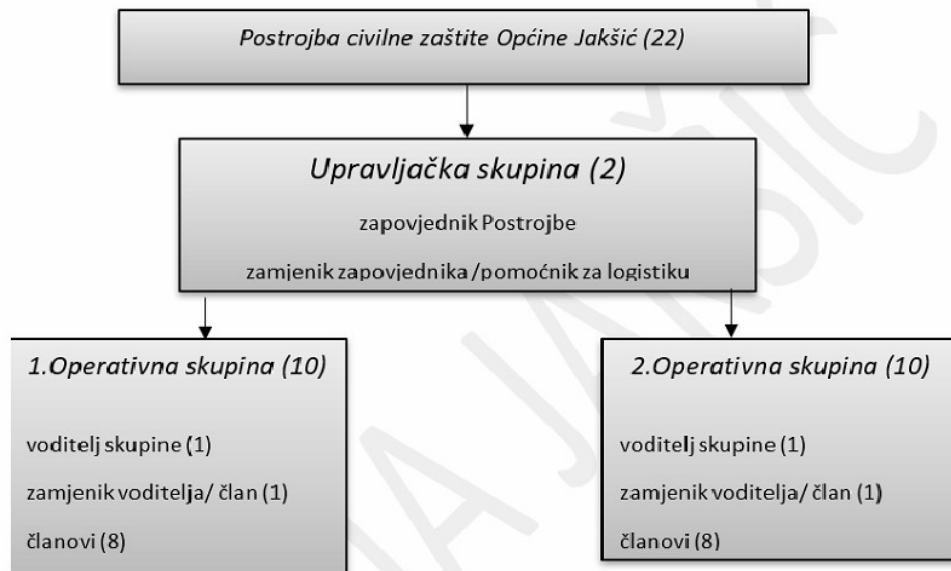 Postrojba civilne zaštite Općine Jakšić (22)
Upravljačka skupina (2)
zapovjednik Postrojbe
zamjenik zapovjednika/pomoćnik za logistiku
1.Operativna skupina (10)
voditelj skupine (1)
zamjenik voditelja/ član (1)
članovi (8)
2.Operativna skupina (10)
voditelj skupine (1)
zamjenik voditelja/ član (1)
članovi (8)
NA JAKŠIĆ